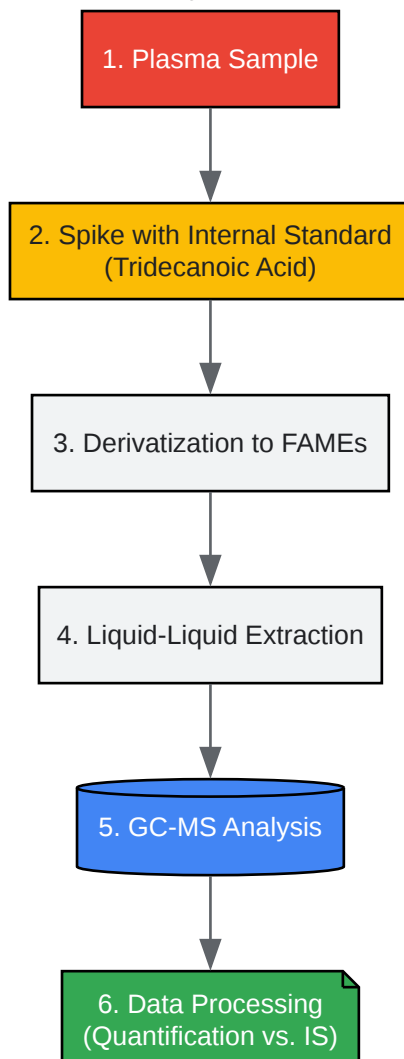 1. Plasma Sample
2. Spike with Internal Standard
(Tridecanoic Acid)
3. Derivatization to FAMEs
4. Liquid-Liquid Extraction
5. GC-MS Analysis
6. Data Processing
(Quantification vs. IS)